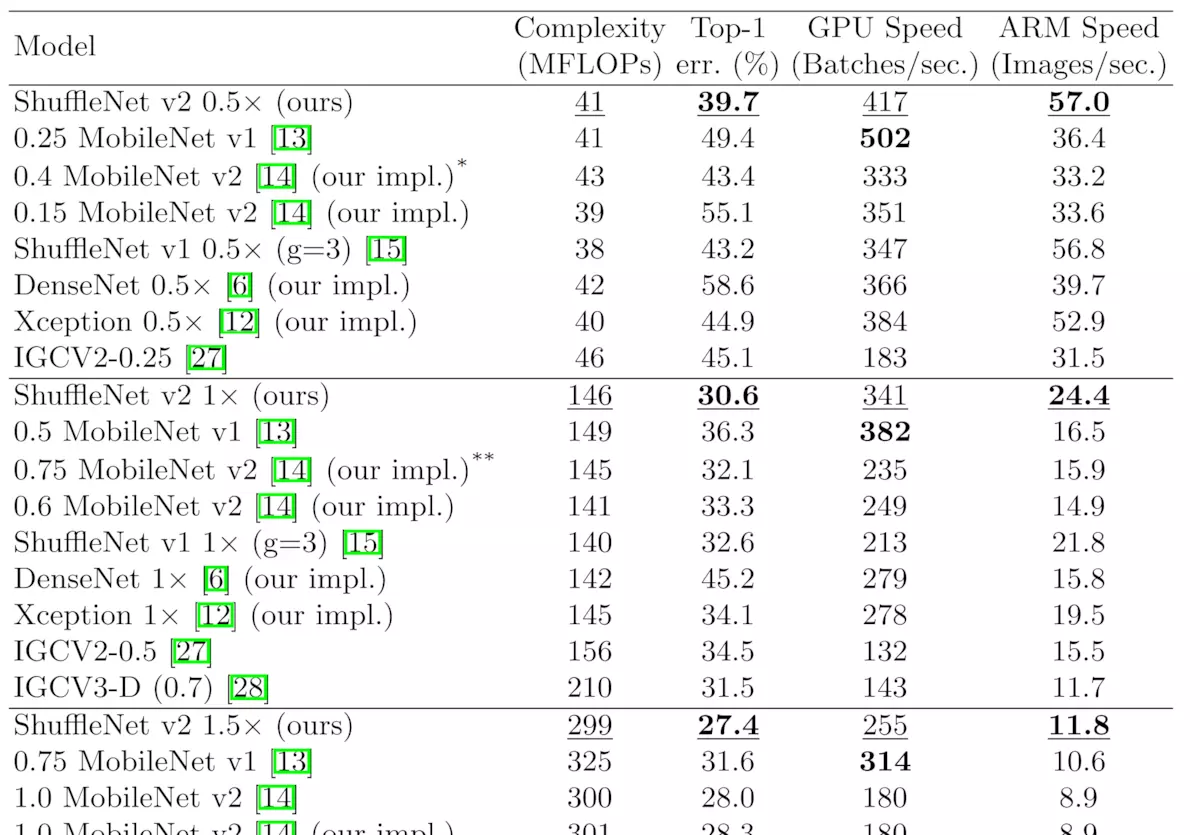 Model Complexity (MFLOPs) Top-1 err. (%) GPU Speed (Batches/sec.) ARM Speed (Images/sec.)
ShuffleNet v2 0.5× (ours) 41 39.7 417 57.0
0.25 MobileNet v1 [13] 41 49.4 502 36.4
0.4 MobileNet v2 [14] (our impl.)* 43 43.4 333 33.2
0.15 MobileNet v2 [14] (our impl.) 39 55.1 351 33.6
ShuffleNet v1 0.5× (g=3) [15] 38 43.2 347 56.8
DenseNet 0.5× [6] (our impl.) 42 58.6 366 39.7
Xception 0.5× [12] (our impl.) 40 44.9 384 52.9
IGCV2-0.25 [27] 46 45.1 183 31.5
ShuffleNet v2 1× (ours) 146 30.6 341 24.4
0.5 MobileNet v1 [13] 149 36.3 382 16.5
0.75 MobileNet v2 [14] (our impl.)** 145 32.1 235 15.9
0.6 MobileNet v2 [14] (our impl.) 141 33.3 249 14.9
ShuffleNet v1 1× (g=3) [15] 140 32.6 213 21.8
DenseNet 1× [6] (our impl.) 142 45.2 279 15.8
Xception 1× [12] (our impl.) 145 34.1 278 19.5
IGCV2-0.5 [27] 156 34.5 132 15.5
IGCV3-D (0.7) [28] 210 31.5 143 11.7
ShuffleNet v2 1.5× (ours) 299 27.4 255 11.8
0.75 MobileNet v1 [13] 325 31.6 314 10.6
1.0 MobileNet v2 [14] 300 28.0 180 8.9
1.0 MobileNet v2 [14] (our impl.) 301 28.3 180 8.9